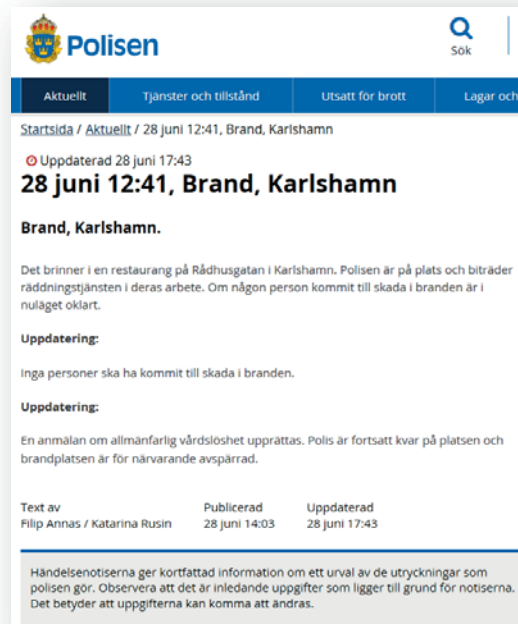 Polisen
Sök
Aktuellt Tjänster och tillstånd Utsatt för brott Lagar och
Startsida / Aktuellt / 28 juni 12:41, Brand, Karlshamn
Uppdaterad 28 juni 17:43
28 juni 12:41, Brand, Karlshamn
Brand, Karlshamn.
Det brinner i en restaurang på Rådhusgatan i Karlshamn. Polisen är på plats och biträder
räddningstjänsten i deras arbete. Om någon person kommit till skada i branden är i
nuläget oklart.
Uppdatering:
Inga personer ska ha kommit till skada i branden.
Uppdatering:
En anmälan om allmänfarlig vårdslöshet upprättas. Polis är fortsatt kvar på platsen och
brandplatsen är för närvarande avspärrad.
Text av Publicerad Uppdaterad
Filip Annas / Katarina Rusin 28 juni 14:03 28 juni 17:43
Händelsenotiserna ger kortfattad information om ett urval av de utryckningar som
polisen gör. Observera att det är inledande uppgifter som ligger till grund för notiserna.
Det betyder att uppgifterna kan komma att ändras.